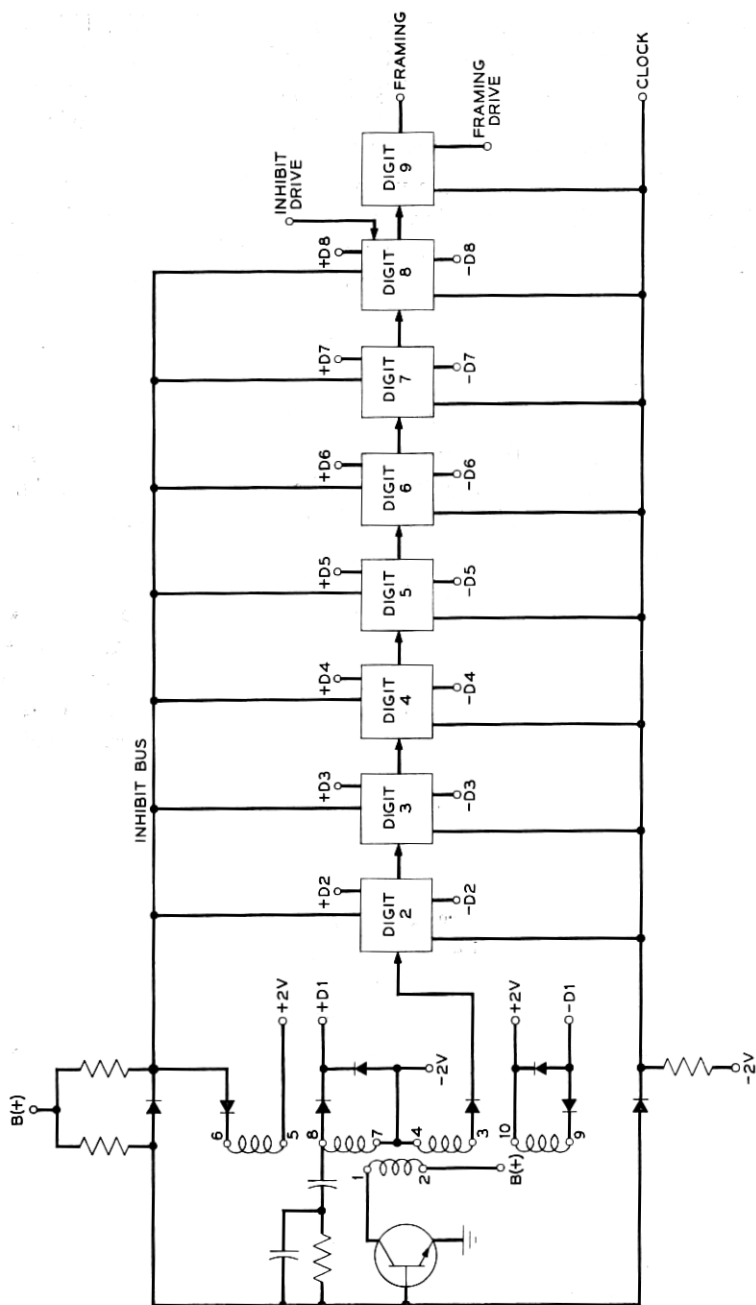 FRAMING
FRAMING
DRIVE
CLOCK
DIGIT
9
INHIBIT
DRIVE
+D8
DIGIT
8
-D8
+D7
DIGIT
7
-D7
+D6
DIGIT
6
-D6
+D5
DIGIT
5
-D5
+D4
DIGIT
4
-D4
INHIBIT BUS
+D3
DIGIT
3
-D3
+D2
DIGIT
2
-D2
B(+)
+2V
6
5
+D1
-2V
8
7
4
3
+2V
-D1
10
9
1
2
B(+)
-2V